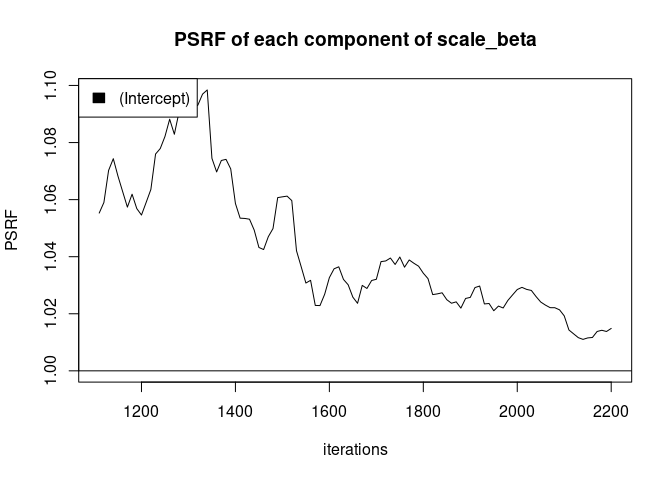 PSRF of each component of scale_beta
(Intercept)
PSRF
1.10
1.08
1.06
1.04
1.02
1.00
1200 1400 1600 1800 2000 2200
iterations